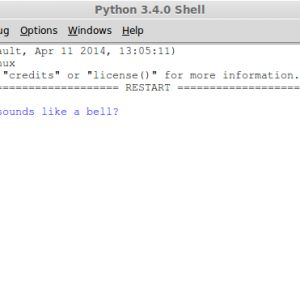 Python 3.4.0 Shell
ug Options Windows Help
ault, Apr 11 2014, 13:05:11)
nux
"credits" or "license()" for more information.
==================== RESTART ====================
sounds like a bell?